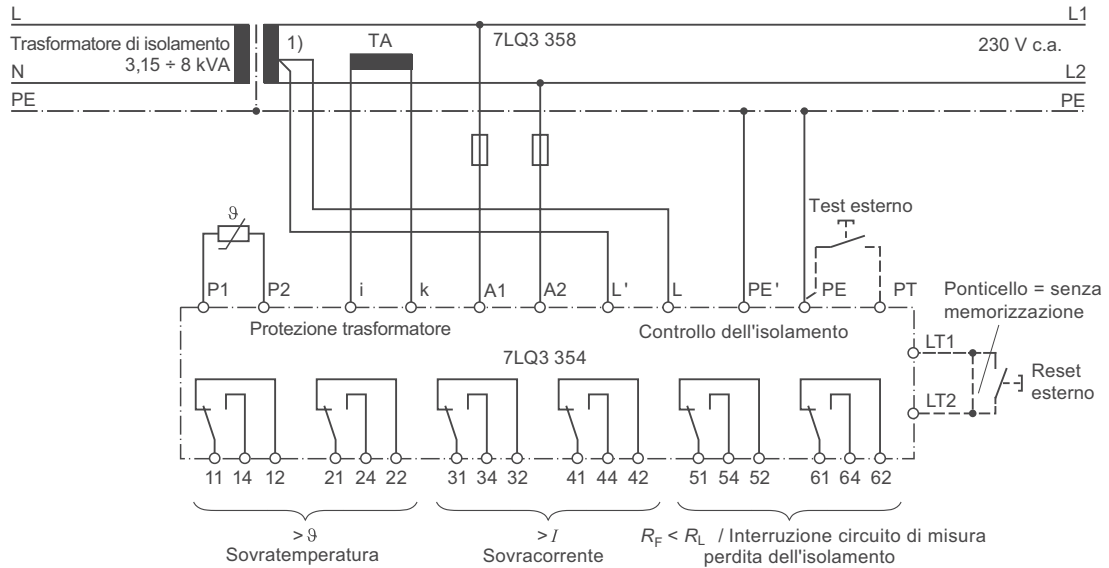 L
L1
Trasformatore di isolamento
3,15 ÷ 8 kVA
1)
TA
7LQ3 358
230 V c.a.
N
L2
PE
PE
ϑ
Test esterno
P1
P2
i
k
A1
A2
L'
L
PE'
PE
PT
Ponticello = senza
memorizzazione
Protezione trasformatore
Controllo dell'isolamento
7LQ3 354
LT1
Reset
esterno
LT2
11 14 12
21 24 22
31 34 32
41 44 42
51 54 52
61 64 62
> ϑ
Sovratemperatura
> I
Sovracorrente
RF < RL / Interruzione circuito di misura
perdita dell'isolamento